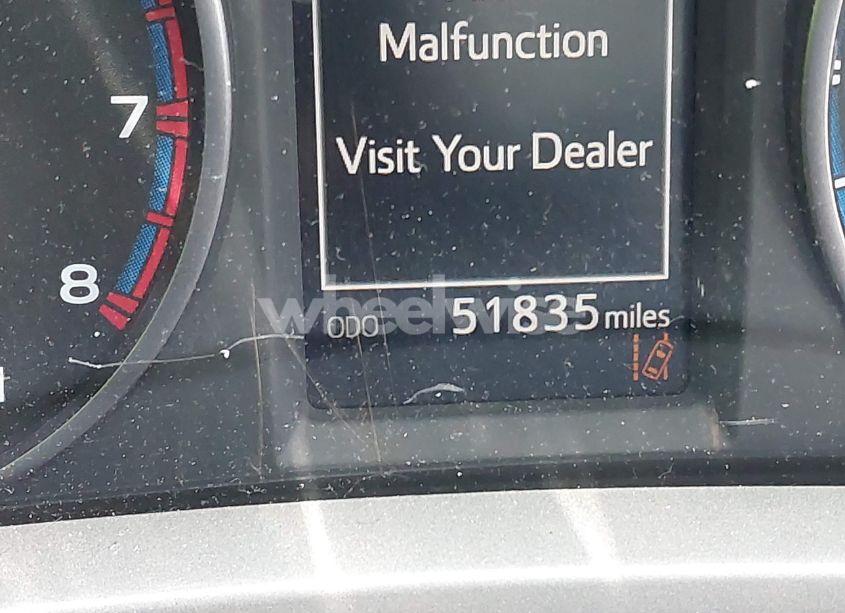 Malfunction
7
Visit Your Dealer
8
wheelwise
ODO 51835 miles